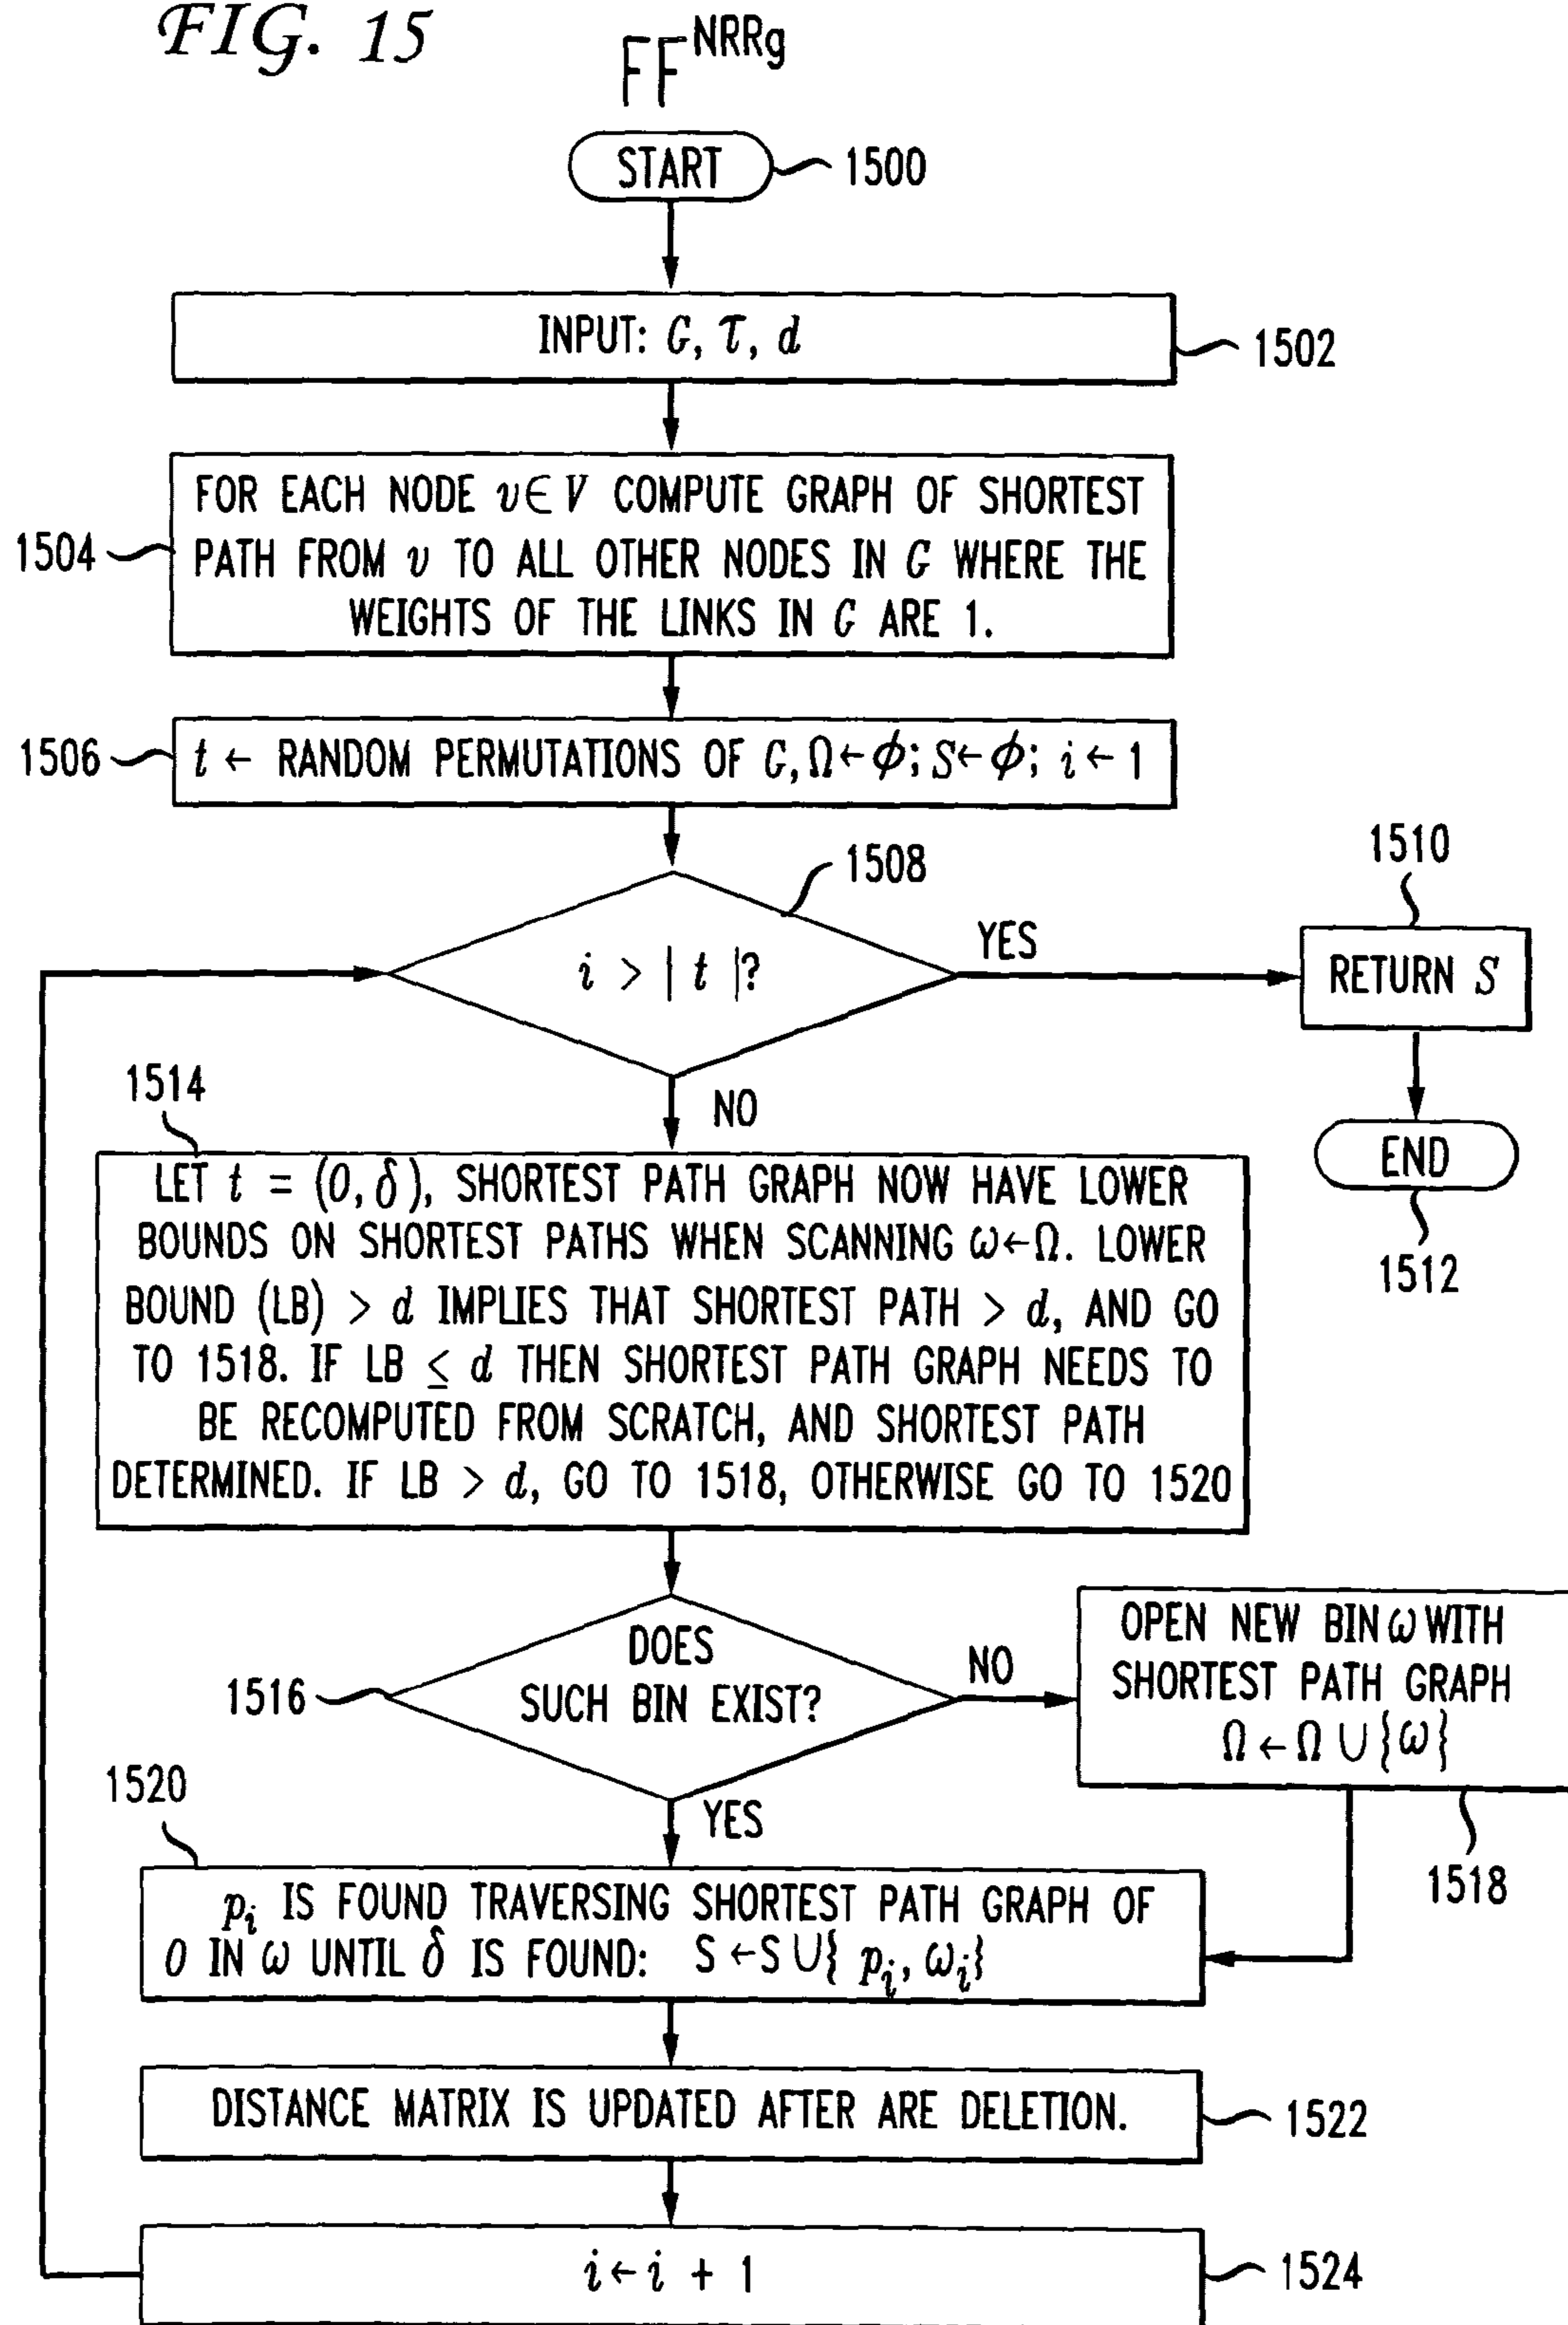 FIG. 15
FF^NRRg
START
1500
INPUT: G, T, d
1502
FOR EACH NODE υ∈V COMPUTE GRAPH OF SHORTEST
PATH FROM υ TO ALL OTHER NODES IN G WHERE THE
WEIGHTS OF THE LINKS IN G ARE 1.
1504
t ← RANDOM PERMUTATIONS OF G, Ω←ϕ; S←ϕ; i ← 1
1506
i > | t |?
1508
YES
1510
RETURN S
END
1512
NO
1514
LET t = (O, δ), SHORTEST PATH GRAPH NOW HAVE LOWER
BOUNDS ON SHORTEST PATHS WHEN SCANNING ω←Ω. LOWER
BOUND (LB) > d IMPLIES THAT SHORTEST PATH > d, AND GO
TO 1518. IF LB ≤ d THEN SHORTEST PATH GRAPH NEEDS TO
BE RECOMPUTED FROM SCRATCH, AND SHORTEST PATH
DETERMINED. IF LB > d, GO TO 1518, OTHERWISE GO TO 1520
DOES
SUCH BIN EXIST?
1516
NO
OPEN NEW BIN ω WITH
SHORTEST PATH GRAPH
Ω ← Ω ∪ {ω}
1518
YES
1520
pᵢ IS FOUND TRAVERSING SHORTEST PATH GRAPH OF
O IN ω UNTIL δ IS FOUND: S ← S ∪ { pᵢ, ωᵢ}
DISTANCE MATRIX IS UPDATED AFTER ARE DELETION.
1522
i ← i + 1
1524